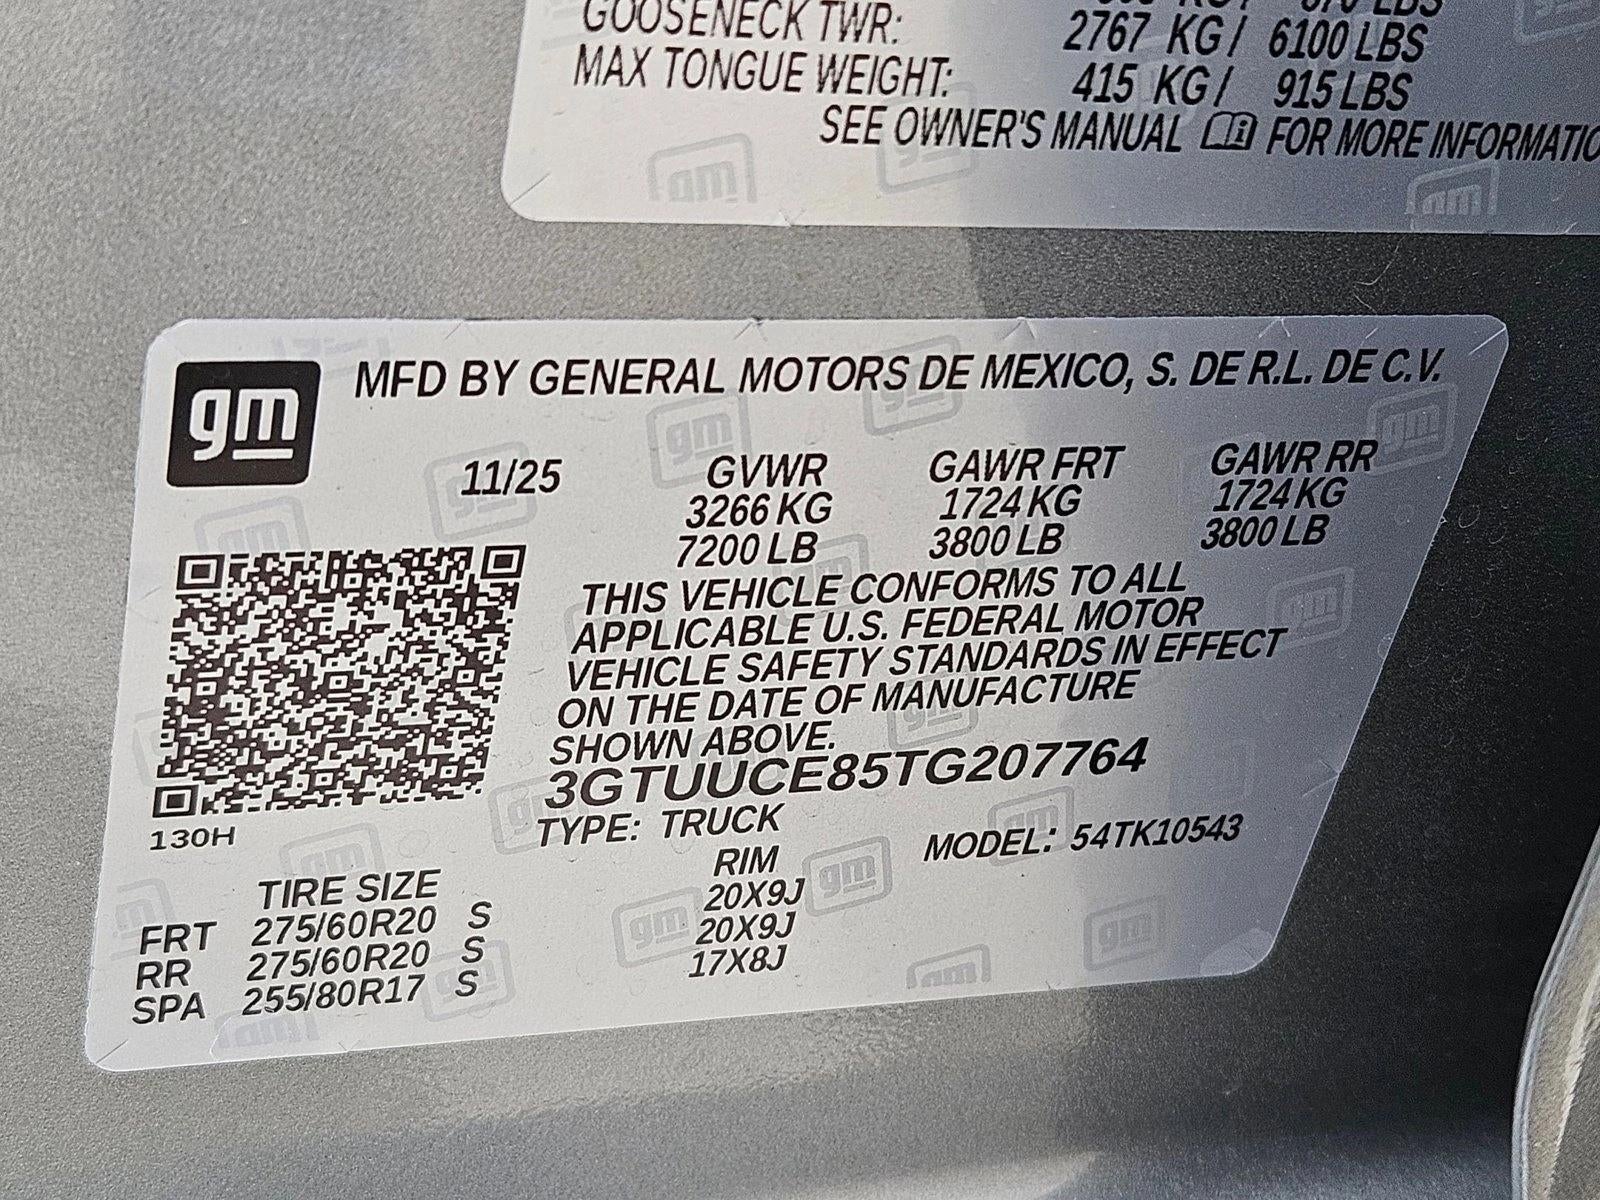 GOOSENECK TWR: 2767 KG/ 6100 LBS
MAX TONGUE WEIGHT: 415 KG/ 915 LBS
SEE OWNER'S MANUAL FOR MORE
gm
MFD BY GENERAL MOTORS DE MEXICO, S. DE R.L. DE C.V.
11/25 GVWR GAWR FRT GAWR RR
3266 KG 1724 KG 1724 KG
7200 LB 3800 LB 3800 LB
THIS VEHICLE CONFORMS TO ALL
APPLICABLE U.S. FEDERAL MOTOR
VEHICLE SAFETY STANDARDS IN EFFECT
ON THE DATE OF MANUFACTURE
SHOWN ABOVE.
3GTUUCE85TG207764
130H
TYPE: TRUCK MODEL: 54TK10543
TIRE SIZE RIM
FRT 275/60R20 S 20X9J
RR 275/60R20 S 20X9J
SPA 255/80R17 S 17X8J